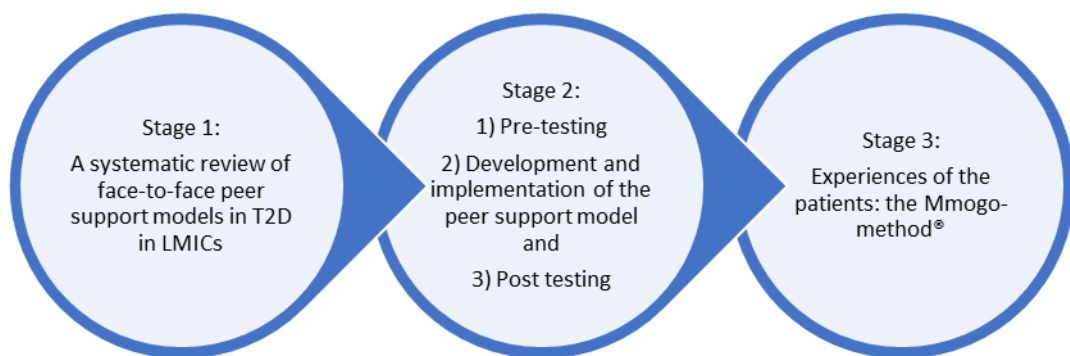 Stage 1:
A systematic review of
face-to-face peer
support models in T2D
in LMICs
Stage 2:
1) Pre-testing
2) Development and
implementation of the
peer support model
and
3) Post testing
Stage 3:
Experiences of the
patients: the Mmogo-
method®